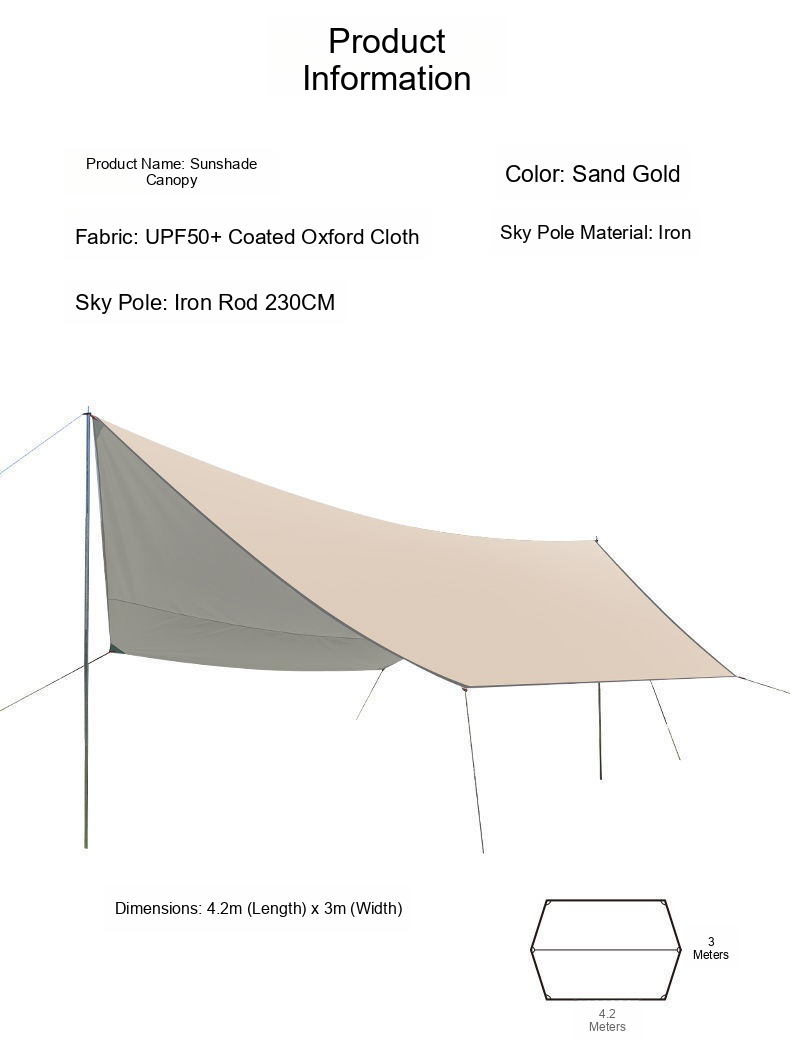 Product
Information
Product Name: Sunshade
Canopy
Color: Sand Gold
Fabric: UPF50+ Coated Oxford Cloth
Sky Pole Material: Iron
Sky Pole: Iron Rod 230CM
Dimensions: 4.2m (Length) x 3m (Width)
3
Meters
4.2
Meters